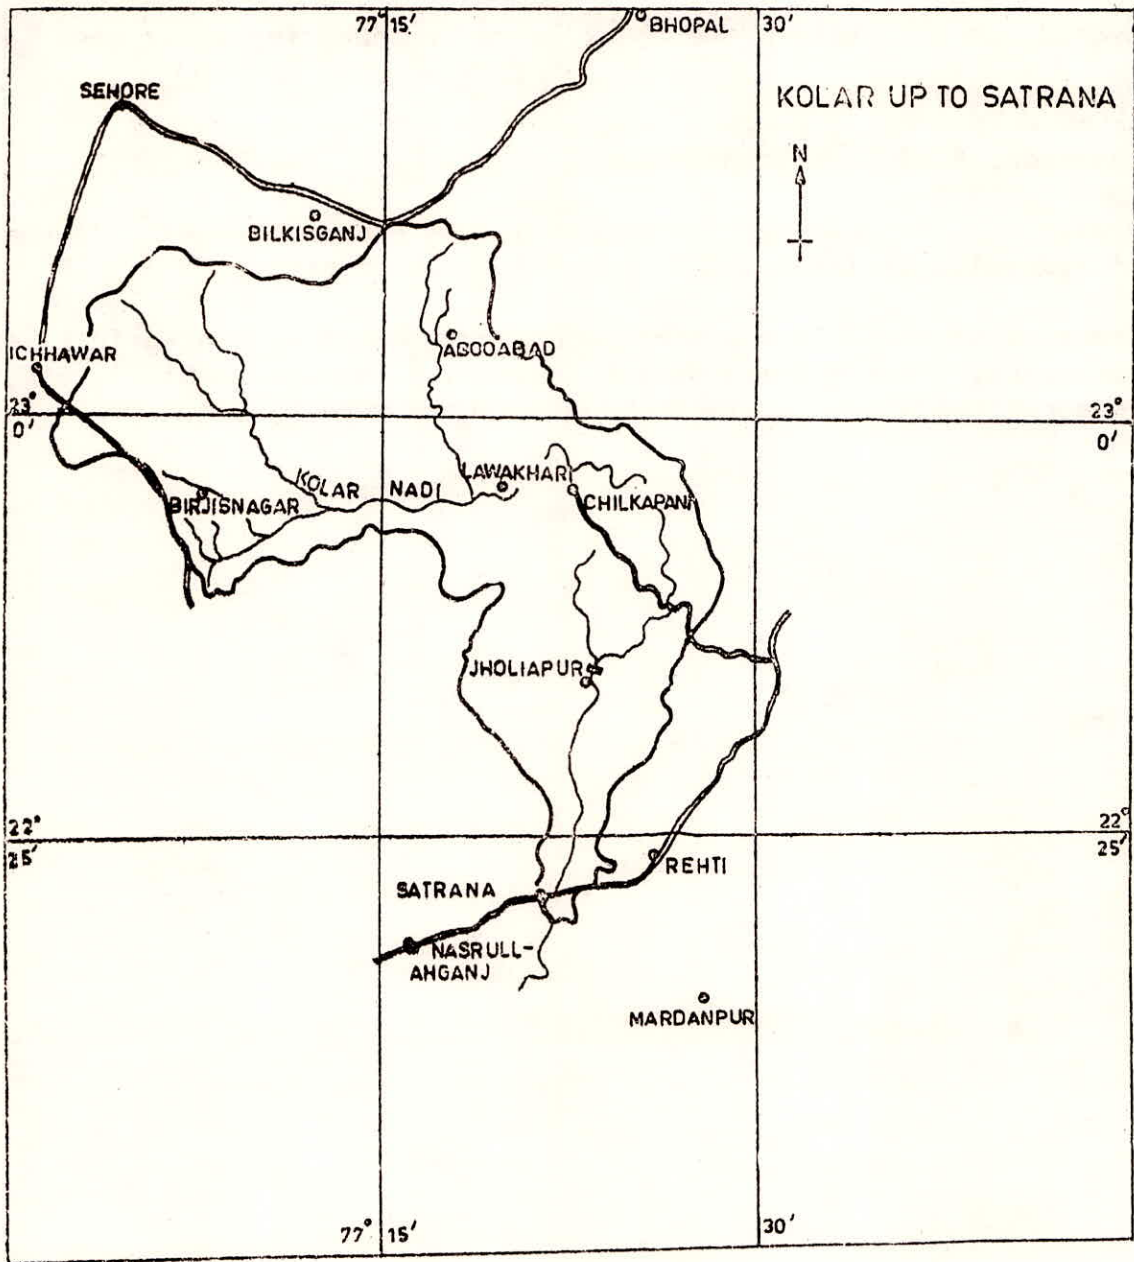 77° 15'
BHOPAL
30'
SEHORE
KOLAR UP TO SATRANA
N
BILKISGANJ
ICHHAWAR
ABOOABAD
23°
0'
23°
0'
LAWAKHARI
KOLAR NADI
BIRJISNAGAR
CHILKAPANI
JHOLIAPUR
22°
25'
22°
25'
REHTI
SATRANA
NASRULL-
AHGANJ
MARDANPUR
77° 15'
30'